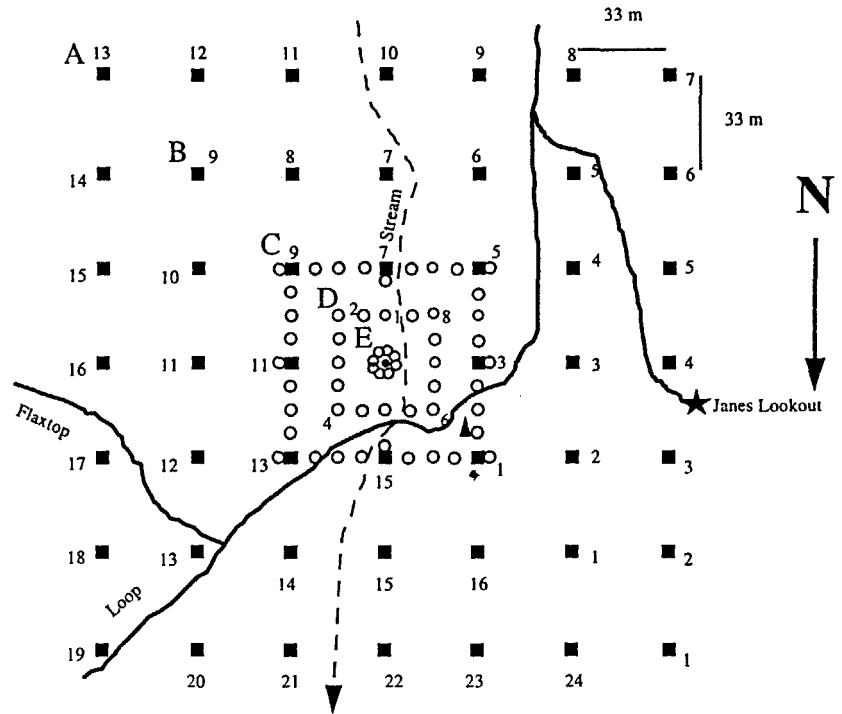 33 m
A 13 12 11 10 9 8 7
33 m
B 9 8 7 6 5 6
14
N
Stream
C 9 7 5 4 5
15 10
D 2 1 8
E
16 11 11 3 3 4
Janes Lookout
Flaxtop
4 6
17 12 13 15 1 2 3
18 13 14 15 16 1 2
Loop
19 20 21 22 23 24 1